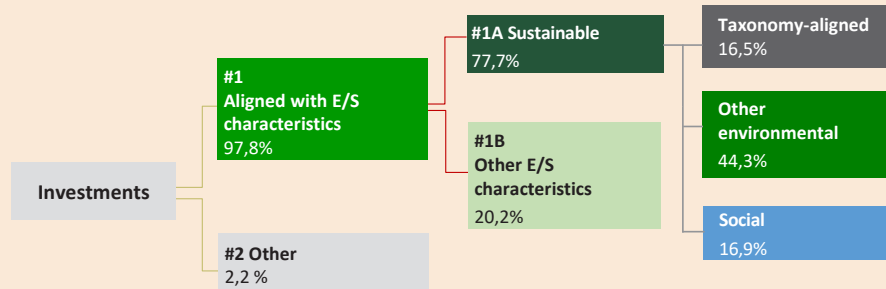 Investments
#1
Aligned with E/S
characteristics
97,8%
#2 Other
2,2 %
#1A Sustainable
77,7%
#1B
Other E/S
characteristics
20,2%
Taxonomy-aligned
16,5%
Other
environmental
44,3%
Social
16,9%